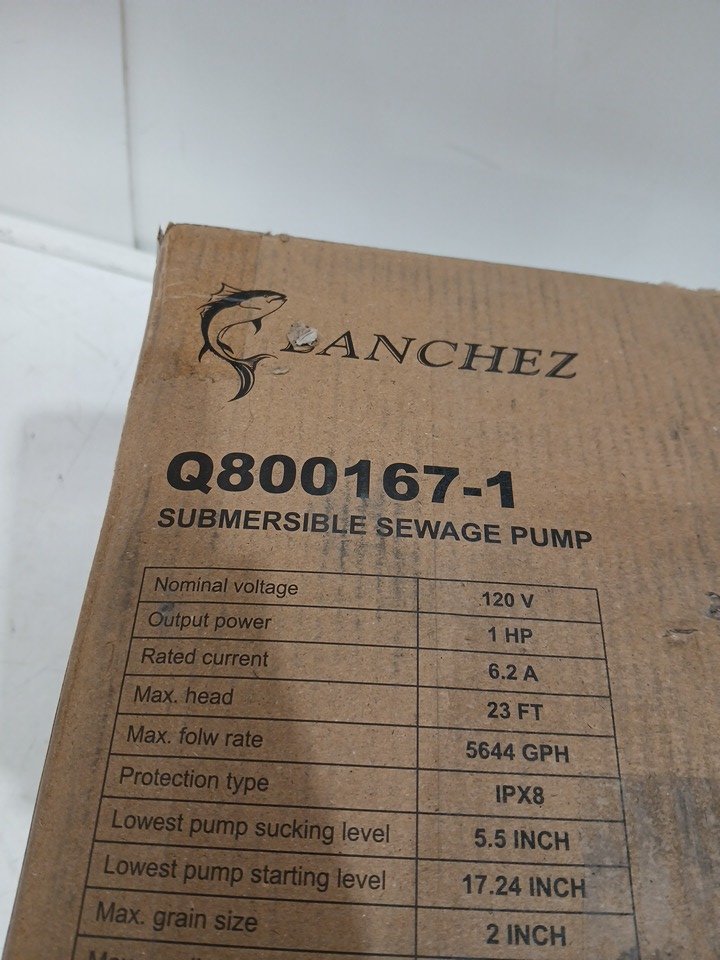 LANCHEZ
Q800167-1
SUBMERSIBLE SEWAGE PUMP
Nominal voltage 120 V
Output power 1 HP
Rated current 6.2 A
Max. head 23 FT
Max. folw rate 5644 GPH
Protection type IPX8
Lowest pump sucking level 5.5 INCH
Lowest pump starting level 17.24 INCH
Max. grain size 2 INCH